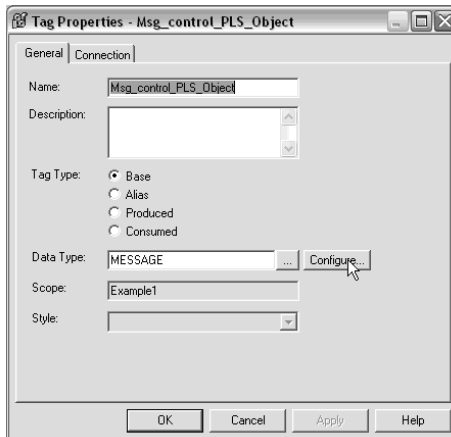 Tag Properties - Msg_control_PLS_Object
General Connection
Name: Msg_control_PLS_Object
Description:
Tag Type: Base
Alias
Produced
Consumed
Data Type: MESSAGE ... Configure...
Scope: Example1
Style:
OK Cancel Apply Help